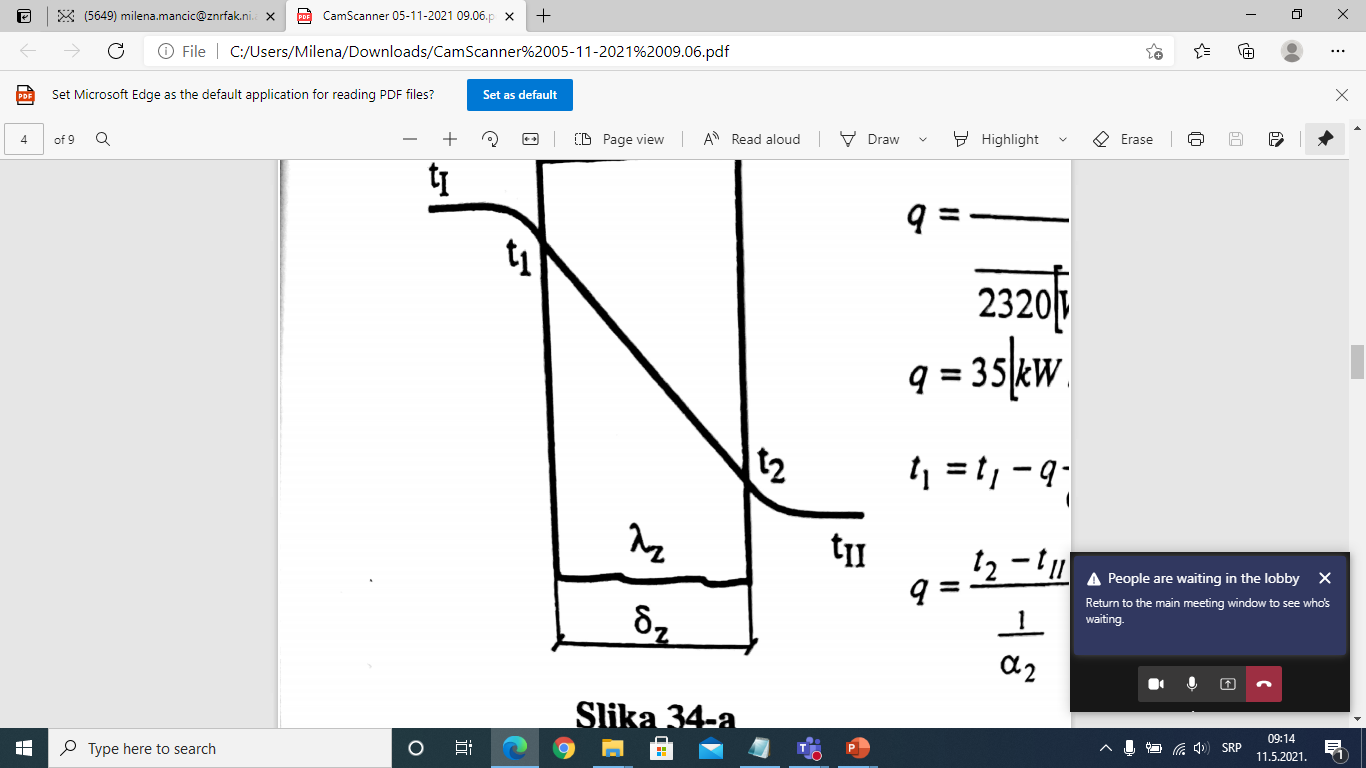 (5649) milena.mancic@znrfak.ni.a
CamScanner 05-11-2021 09.06.p
File
C:/Users/Milena/Downloads/CamScanner%2005-11-2021%2009.06.pdf
Set Microsoft Edge as the default application for reading PDF files?
Set as default
4 of 9
Page view
Read aloud
Draw
Highlight
Erase
t_I
t_1
t_2
t_II
λ_z
δ_z
Slika 34-a
q =
2320[
q = 35[kW
t_1 = t_I − q
q = t_2 − t_II
1
α_2
People are waiting in the lobby
Return to the main meeting window to see who's
waiting.
Type here to search
SRP
09:14
11.5.2021.
1